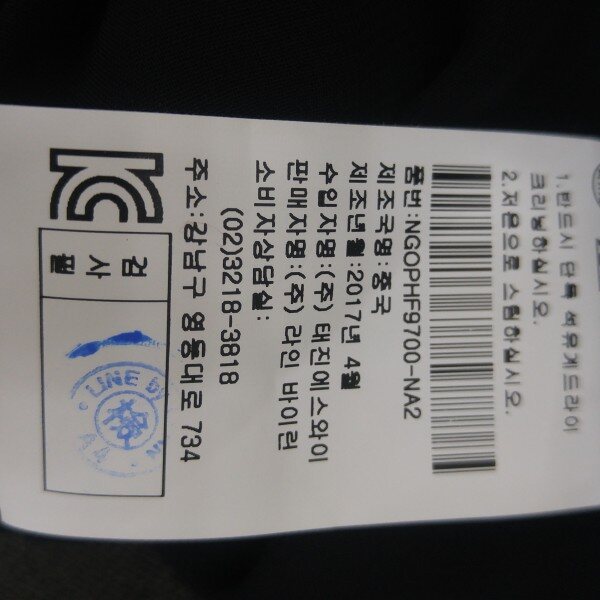 1. 반드시 단독 석유계드라이
크리닝하십시오.
2. 저온으로 스팀하십시오.
품번:NGOPHF9700-NA2
제조국명:중국
제조년월:2017년 4월
수입자명:(주) 태진에스와이
판매자명:(주) 라인 바이린
소비자상담실:
(02)3218-3818
주소:강남구 영동대로 734
KC
검사
필
LINE by